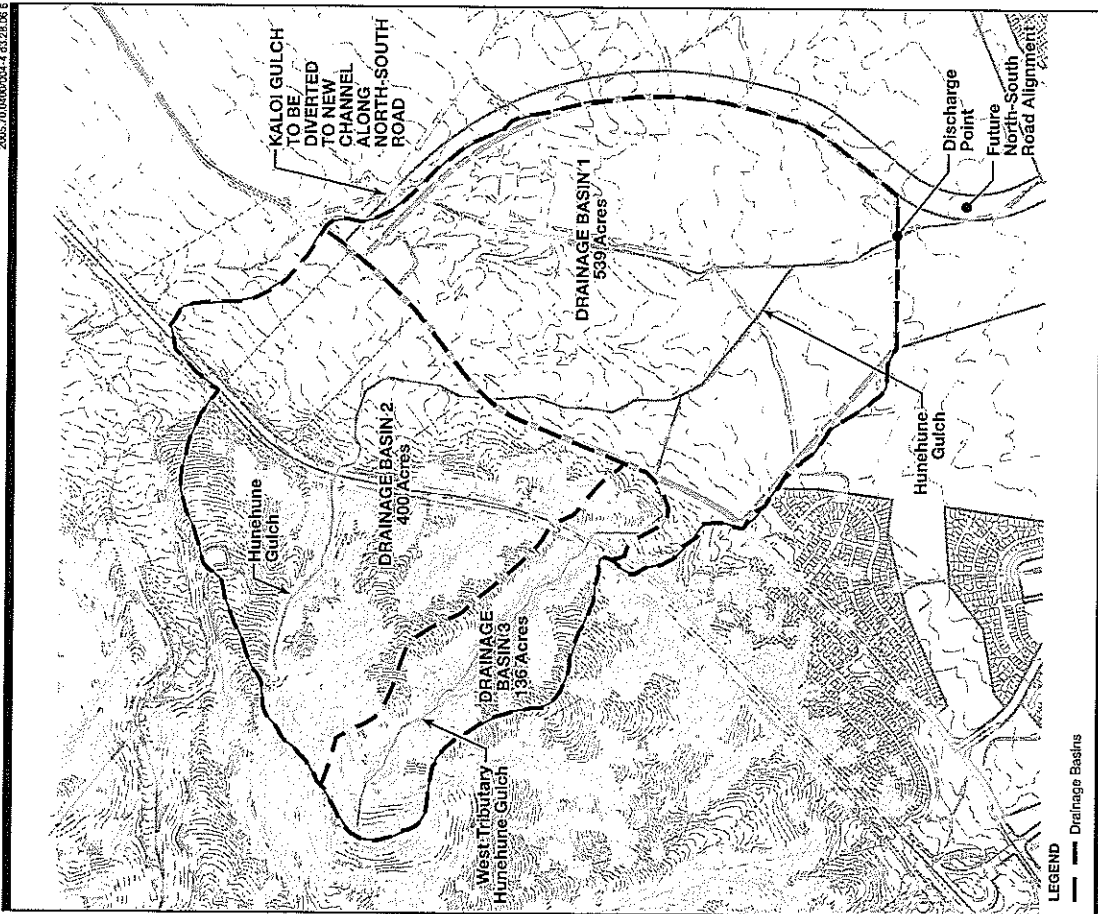 KALOI GULCH
TO BE
DIVERTED
TO NEW
CHANNEL
ALONG
NORTH-SOUTH
ROAD
Hunehune
Gulch
DRAINAGE BASIN 2
400 Acres
DRAINAGE BASIN 1
539 Acres
Discharge
Point
Future
North-South
Road Alignment
DRAINAGE
BASIN 3
136 Acres
West Tributary
Hunehune Gulch
Hunehune
Gulch
LEGEND
Drainage Basins